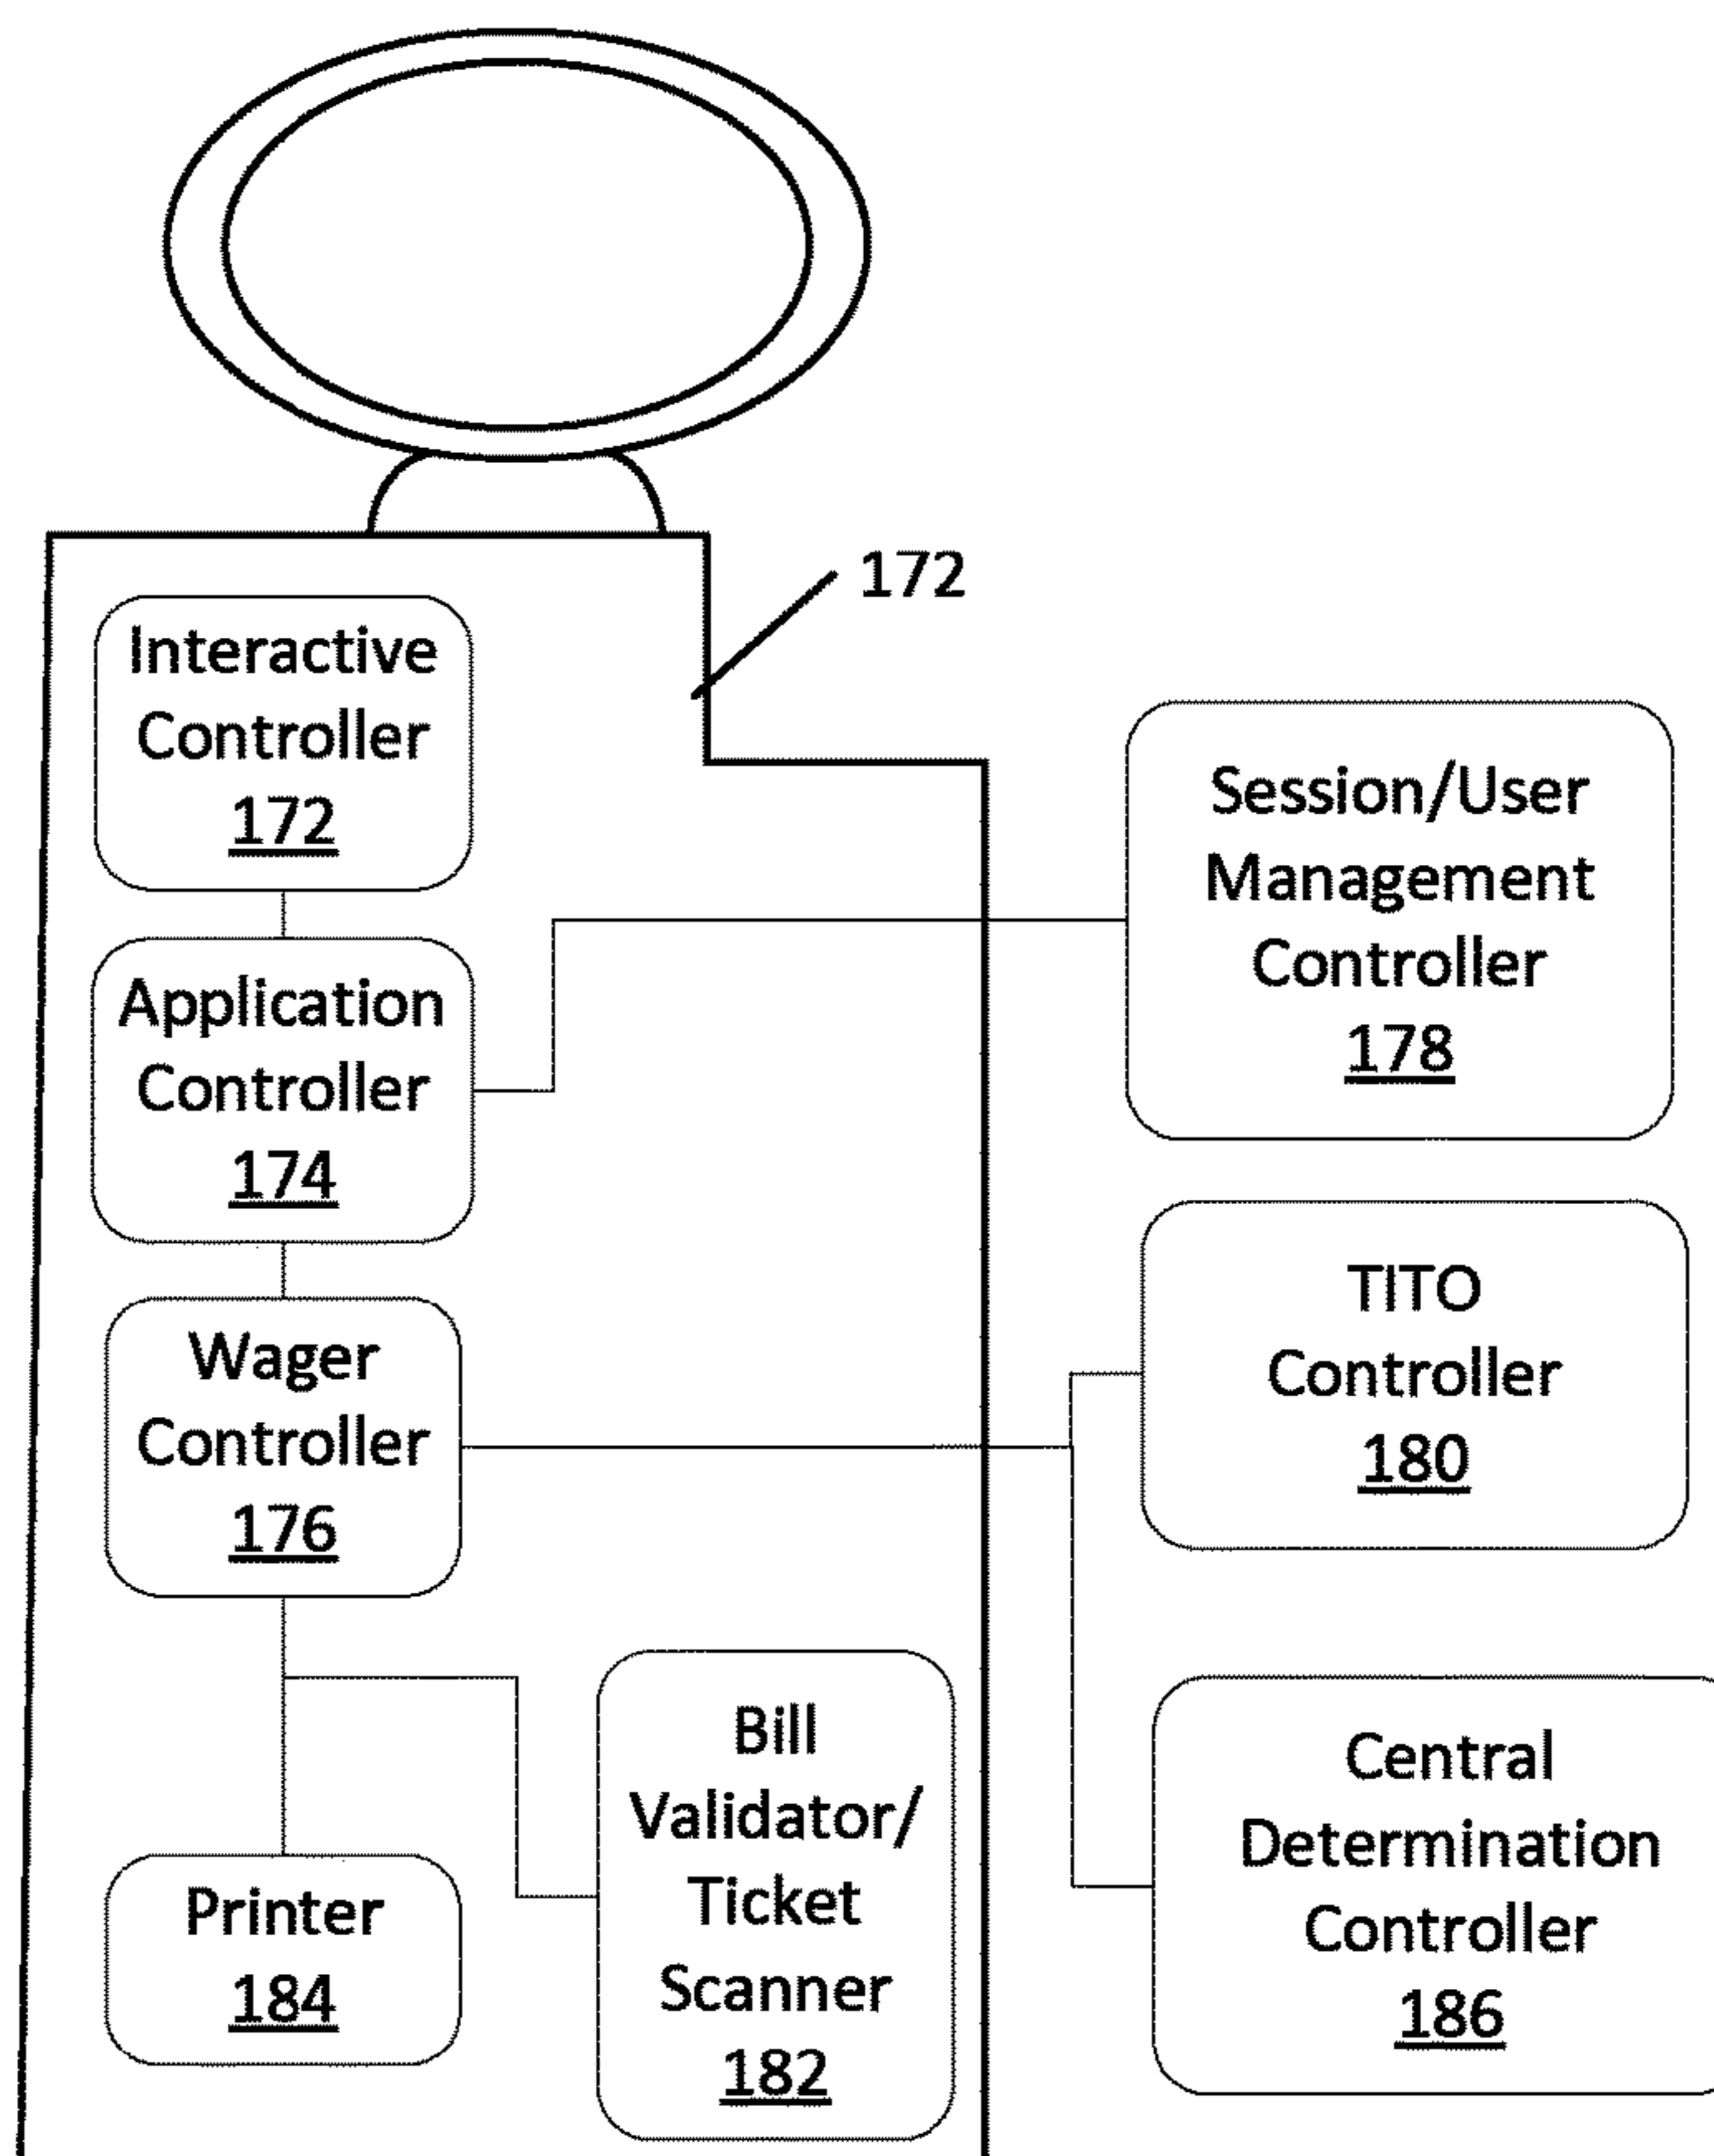 Interactive
Controller
172
172
Application
Controller
174
Wager
Controller
176
Printer
184
Bill
Validator/
Ticket
Scanner
182
Session/User
Management
Controller
178
TITO
Controller
180
Central
Determination
Controller
186